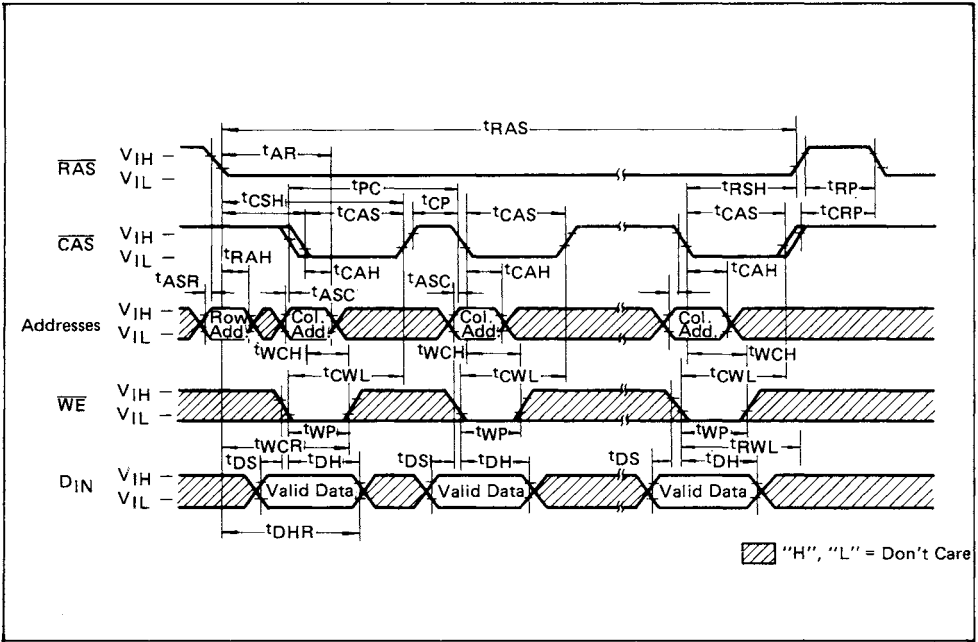 tRAS
RAS VIH
VIL
tAR
tPC
tRSH tRP
tCSH tCAS tCP tCAS tCAS tCRP
CAS VIH
VIL
tRAH tCAH tCAH tCAH
tASR tASC tASC
Addresses VIH
VIL
Row Add. Col. Add. Col. Add. Col. Add.
tWCH tWCH tWCH
tCWL tCWL tCWL
WE VIH
VIL
tWP tWP tWP
tWCR tRWL
tDS tDH tDS tDH tDS tDH
DIN VIH
VIL
Valid Data Valid Data Valid Data
tDHR
"H", "L" = Don't Care